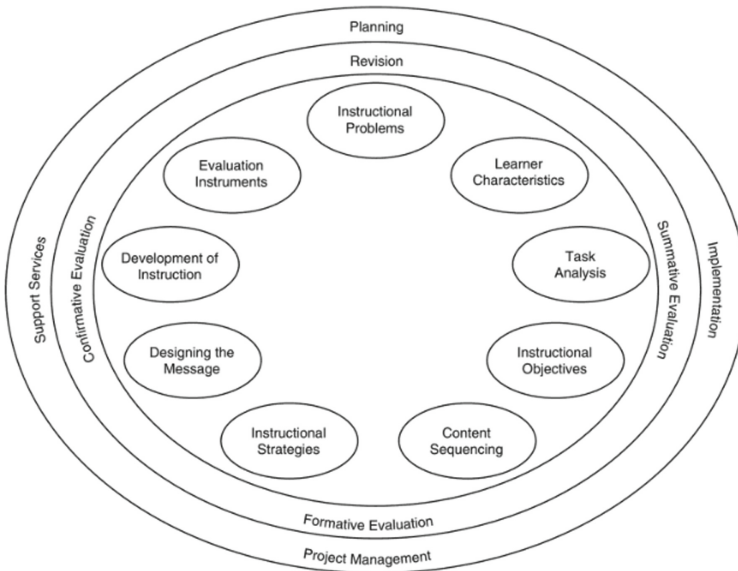 Planning
Revision
Instructional
Problems
Evaluation
Instruments
Learner
Characteristics
Support Services
Confirmative Evaluation
Development of
Instruction
Task
Analysis
Summative Evaluation
Implementation
Designing the
Message
Instructional
Objectives
Instructional
Strategies
Content
Sequencing
Formative Evaluation
Project Management